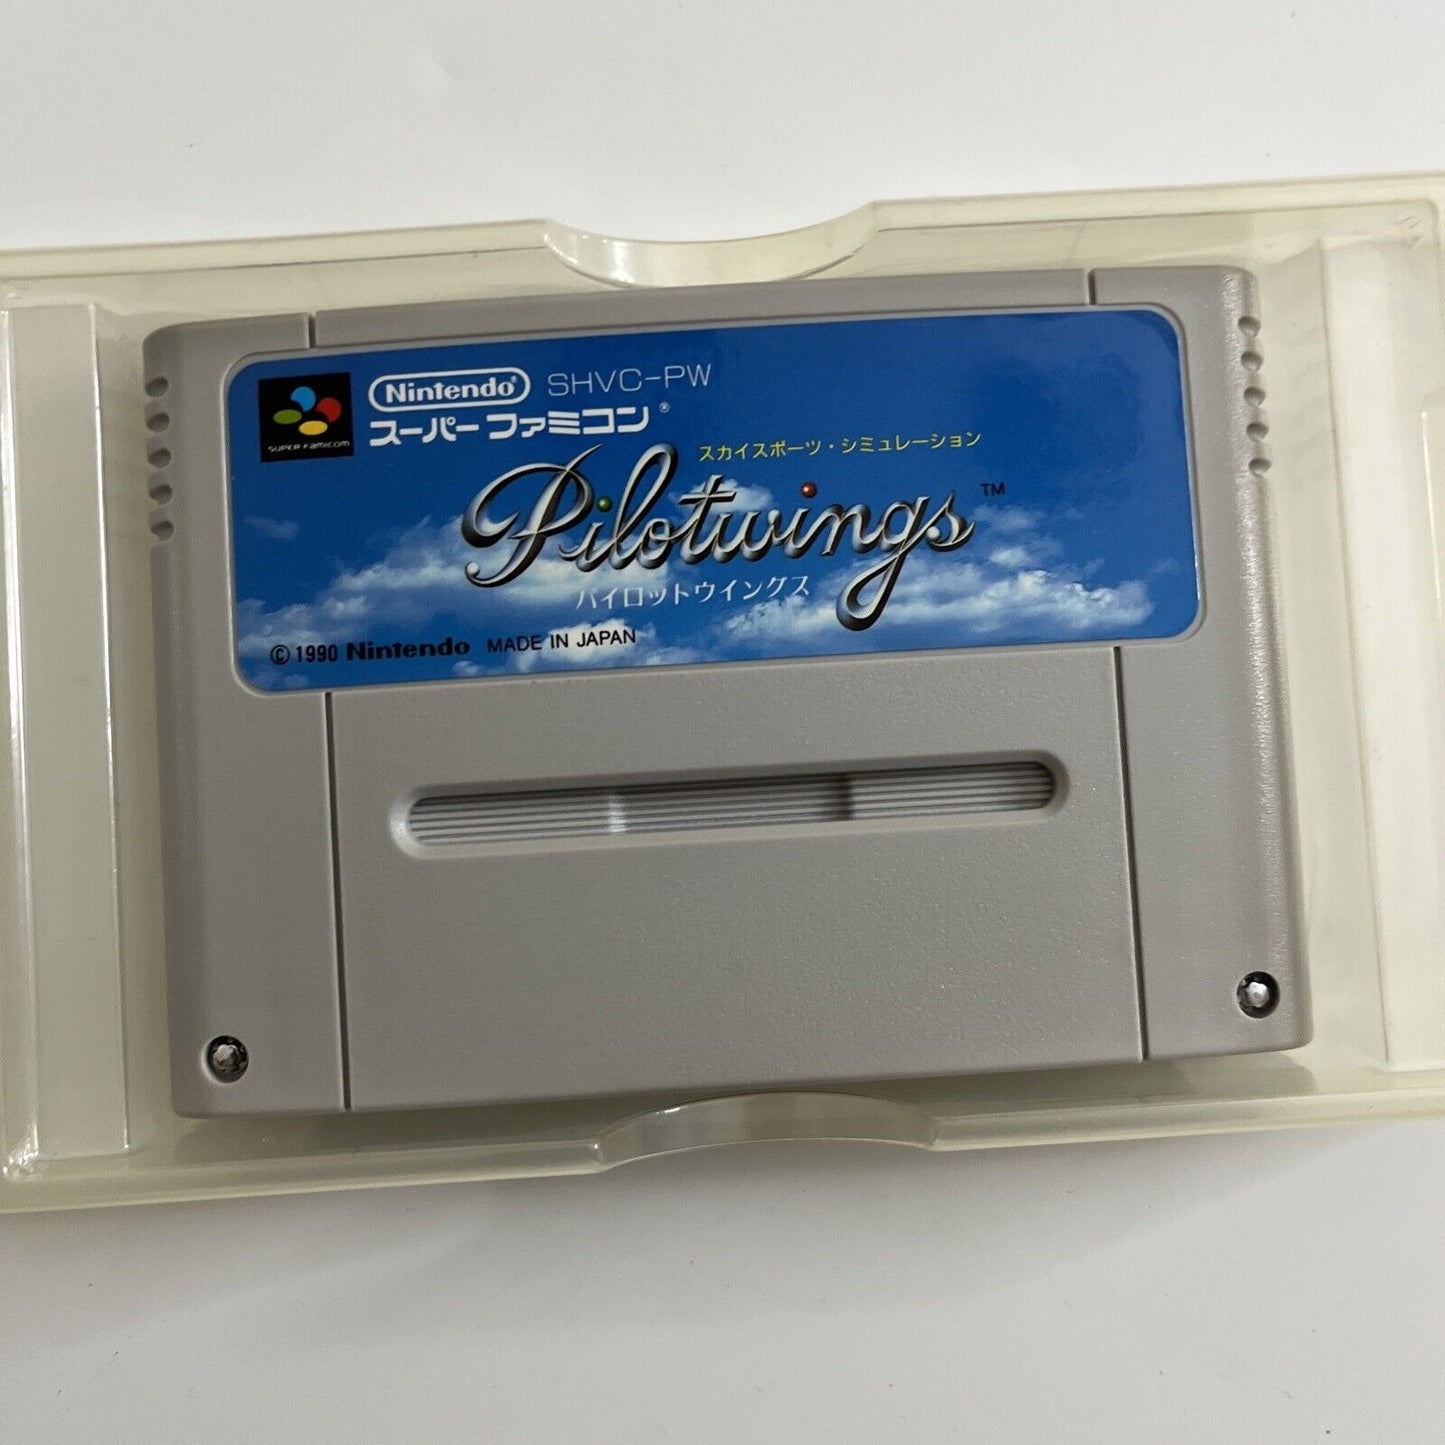 Nintendo® SHVC-PW
SUPER FAMICOM
スーパーファミコン®
スカイスポーツ・シミュレーション
Pilotwings™
パイロットウイングス
© 1990 Nintendo MADE IN JAPAN